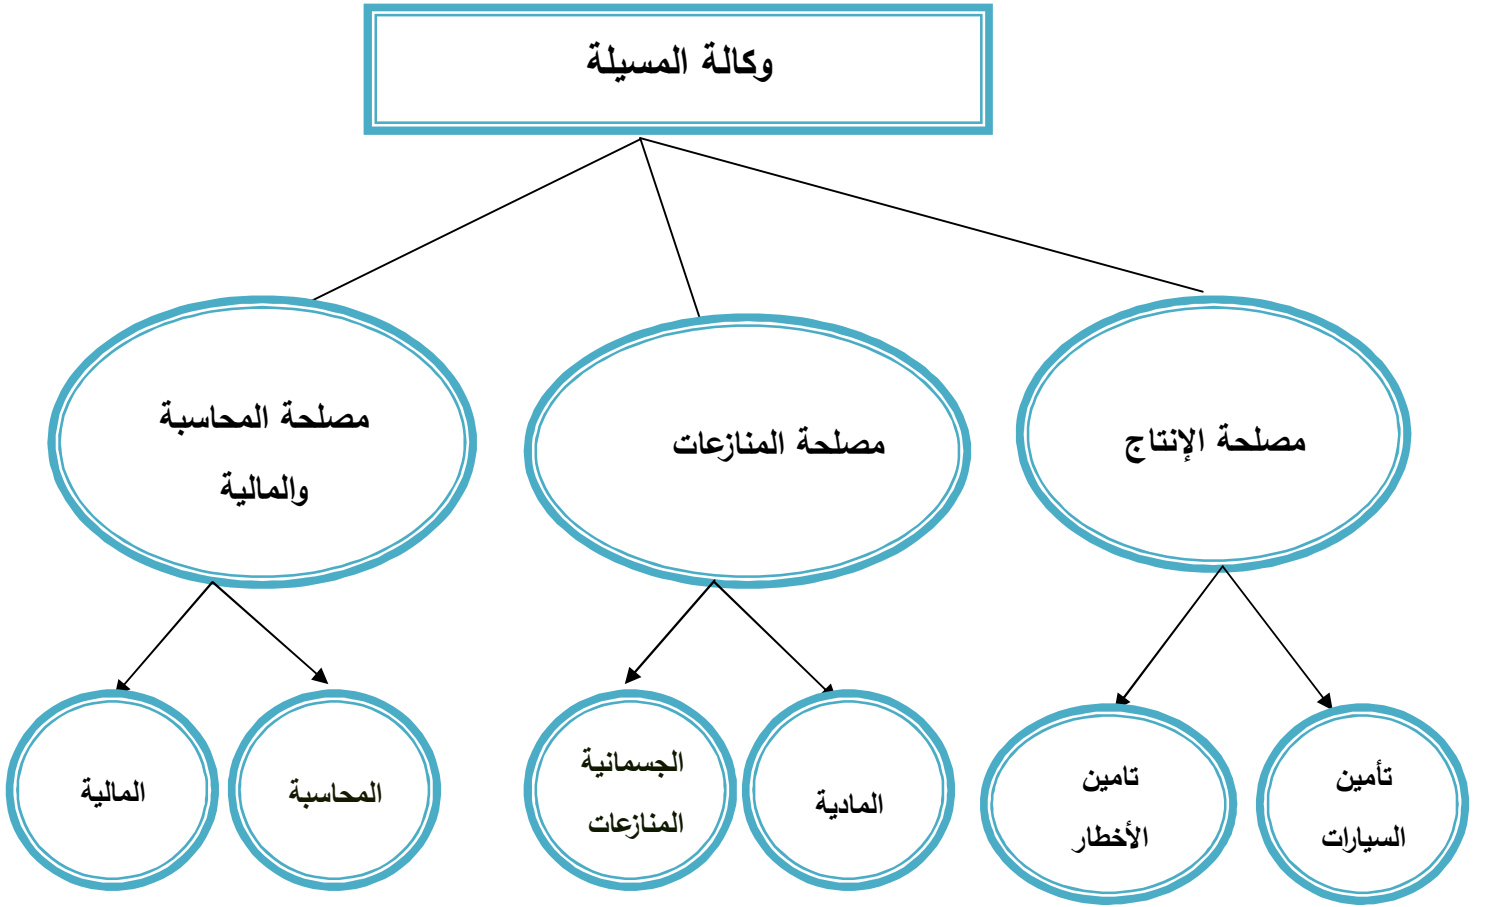 وكالة المسيلة
مصلحة الإنتاج
مصلحة المنازعات
مصلحة المحاسبة
والمالية
تأمين
السيارات
تامين
الأخطار
المادية
الجسمانية
المنازعات
المحاسبة
المالية